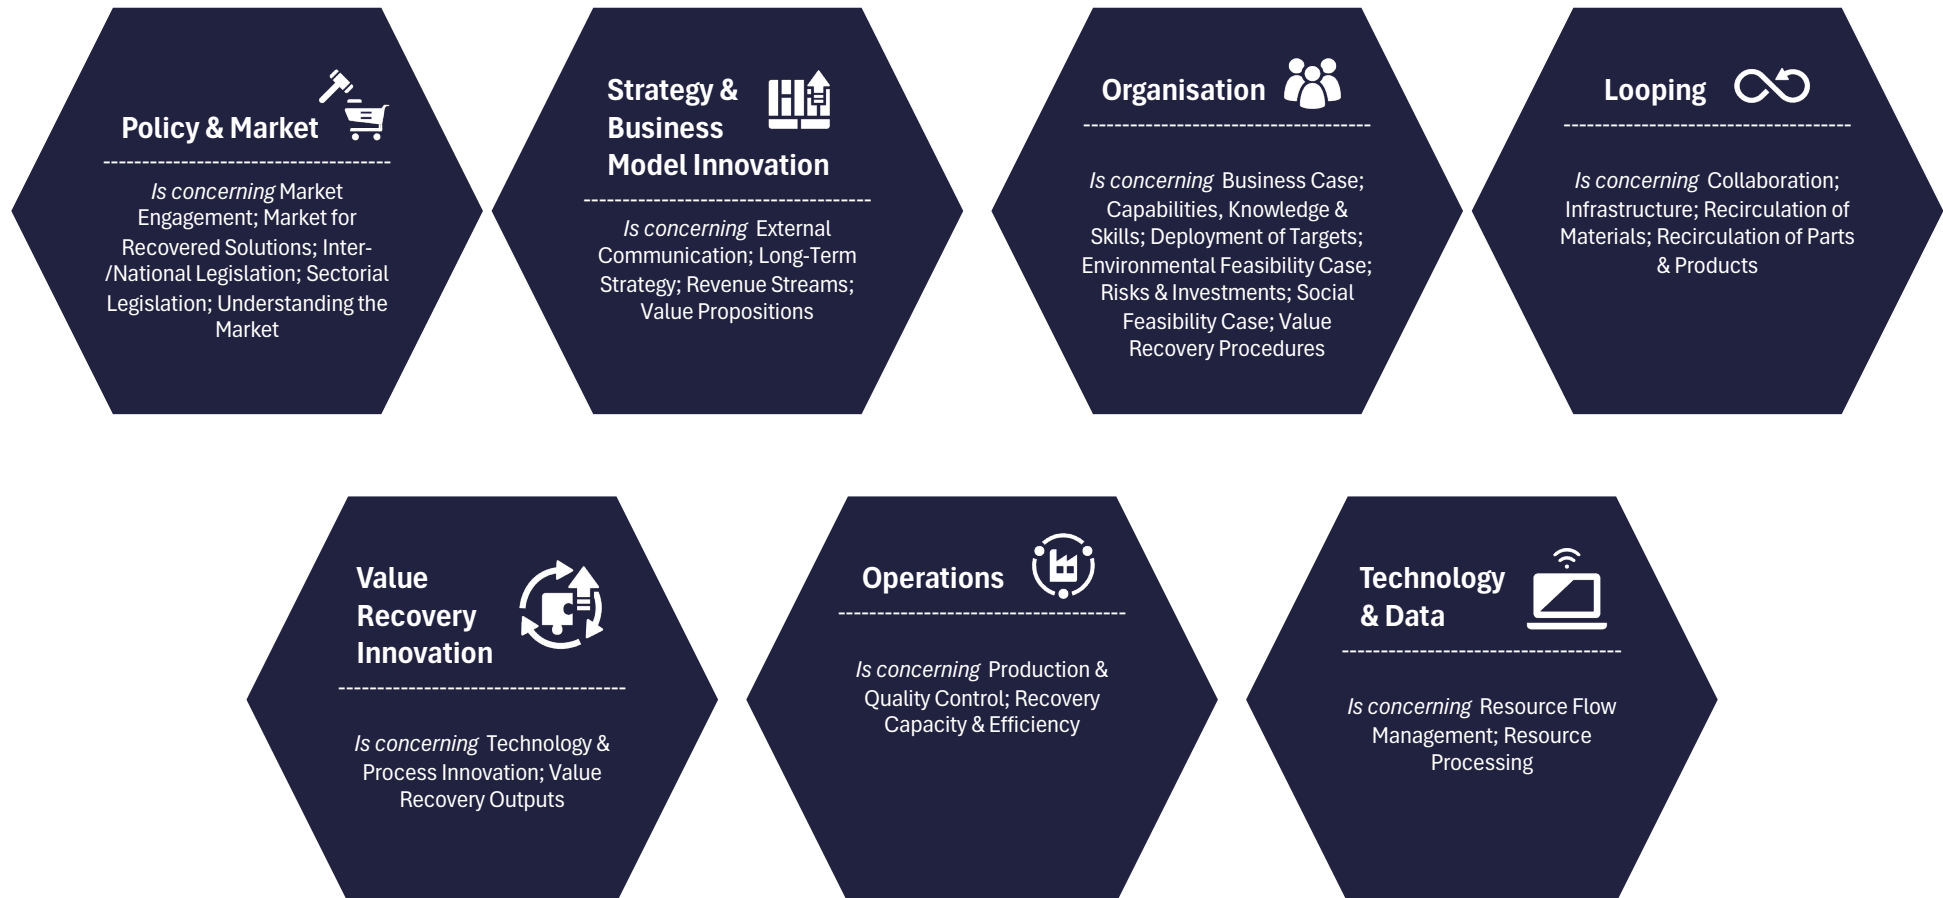 Policy & Market
Is concerning Market
Engagement; Market for
Recovered Solutions; Inter-
/National Legislation; Sectorial
Legislation; Understanding the
Market
Strategy &
Business
Model Innovation
Is concerning External
Communication; Long-Term
Strategy; Revenue Streams;
Value Propositions
Organisation
Is concerning Business Case;
Capabilities, Knowledge &
Skills; Deployment of Targets;
Environmental Feasibility Case;
Risks & Investments; Social
Feasibility Case; Value
Recovery Procedures
Looping
Is concerning Collaboration;
Infrastructure; Recirculation of
Materials; Recirculation of Parts
& Products
Value
Recovery
Innovation
Is concerning Technology &
Process Innovation; Value
Recovery Outputs
Operations
Is concerning Production &
Quality Control; Recovery
Capacity & Efficiency
Technology
& Data
Is concerning Resource Flow
Management; Resource
Processing